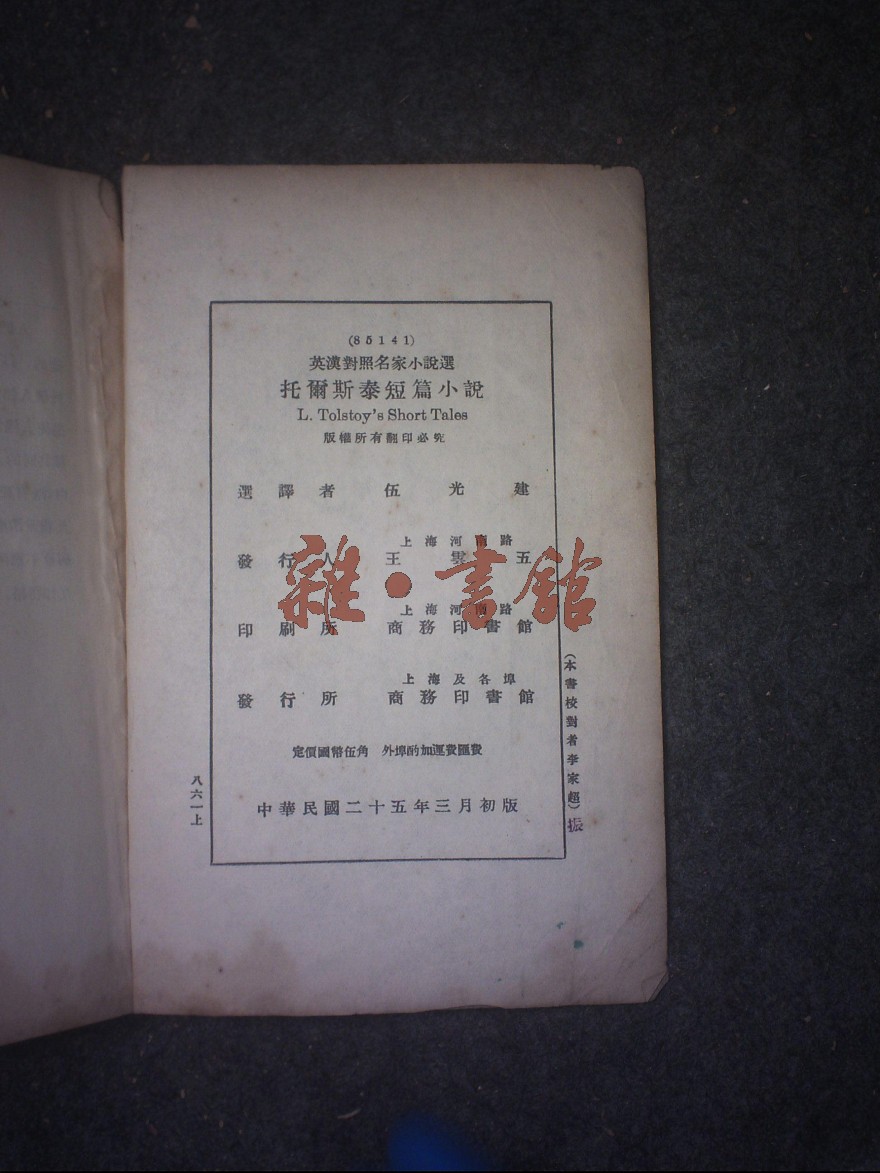 (85141)
英漢對照名家小說選
托爾斯泰短篇小說
L. Tolstoy's Short Tales
版權所有翻印必究
選譯者 伍光建
上海河南路
發行人 王雲五
上海河南路
印刷所 商務印書館
上海及各埠
發行所 商務印書館
定價國幣伍角 外埠酌加運費匯費
中華民國二十五年三月初版
(本書校對者李家超)振
八六一上
雜·書館